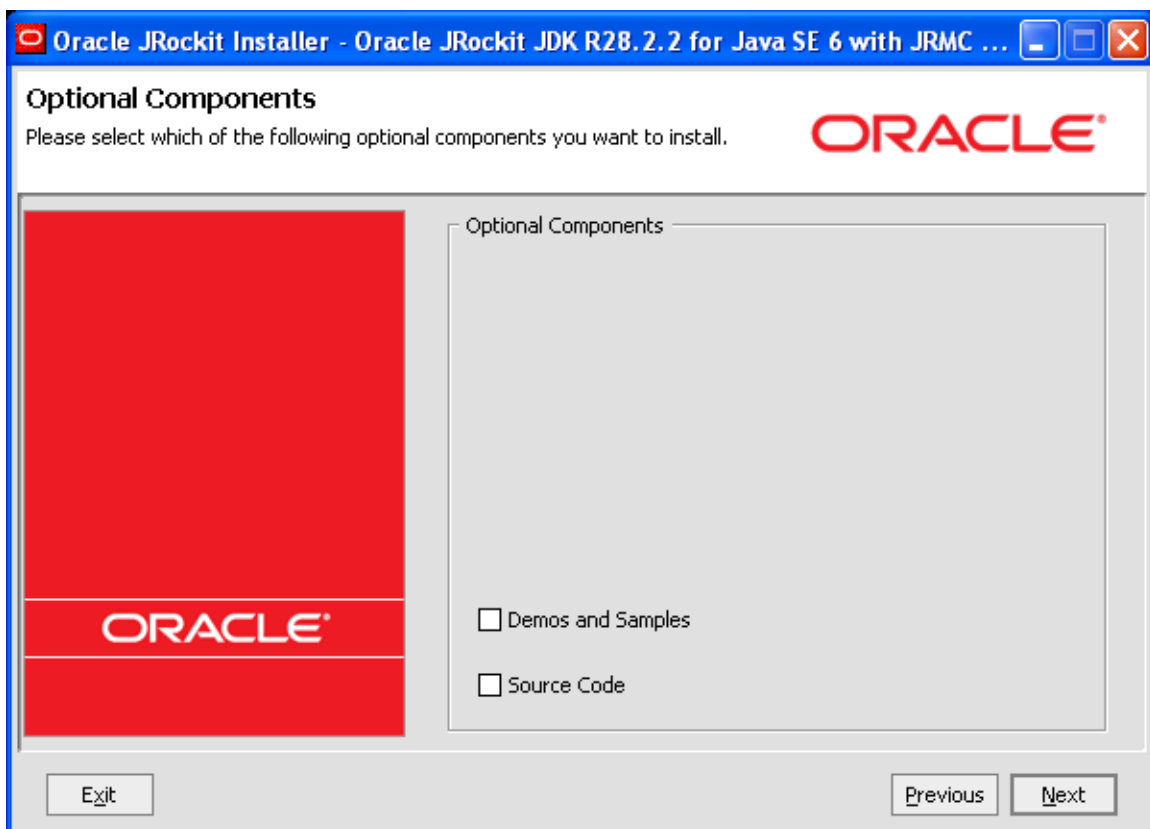 Oracle JRockit Installer - Oracle JRockit JDK R28.2.2 for Java SE 6 with JRMC ...
Optional Components
Please select which of the following optional components you want to install.
ORACLE®
Optional Components
ORACLE®
Demos and Samples
Source Code
Exit
Previous
Next